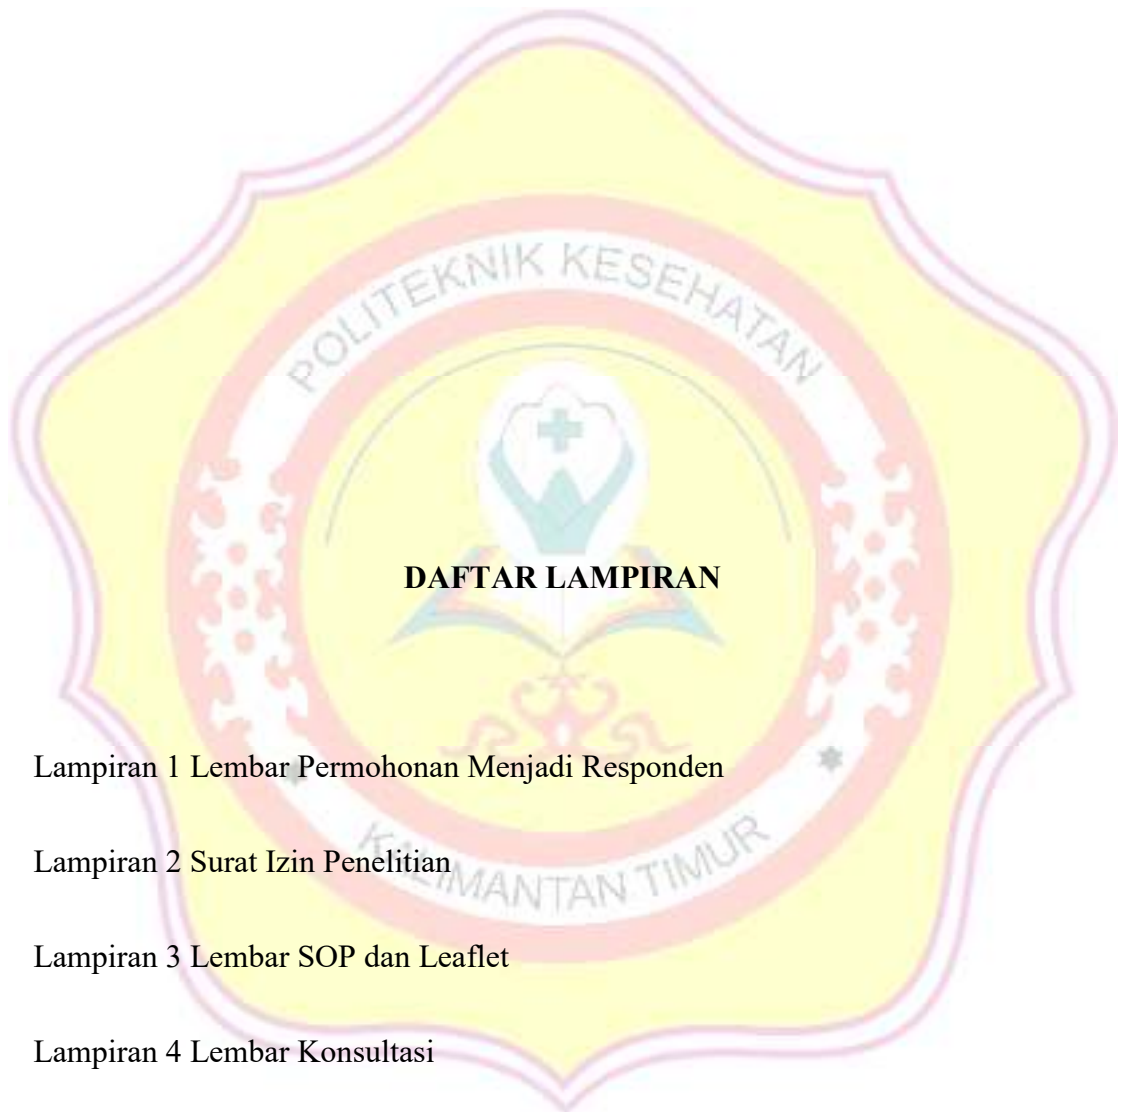 POLITEKNIK KESEHATAN
DAFTAR LAMPIRAN
Lampiran 1 Lembar Permohonan Menjadi Responden
Lampiran 2 Surat Izin Penelitian
KALIMANTAN TIMUR
Lampiran 3 Lembar SOP dan Leaflet
Lampiran 4 Lembar Konsultasi